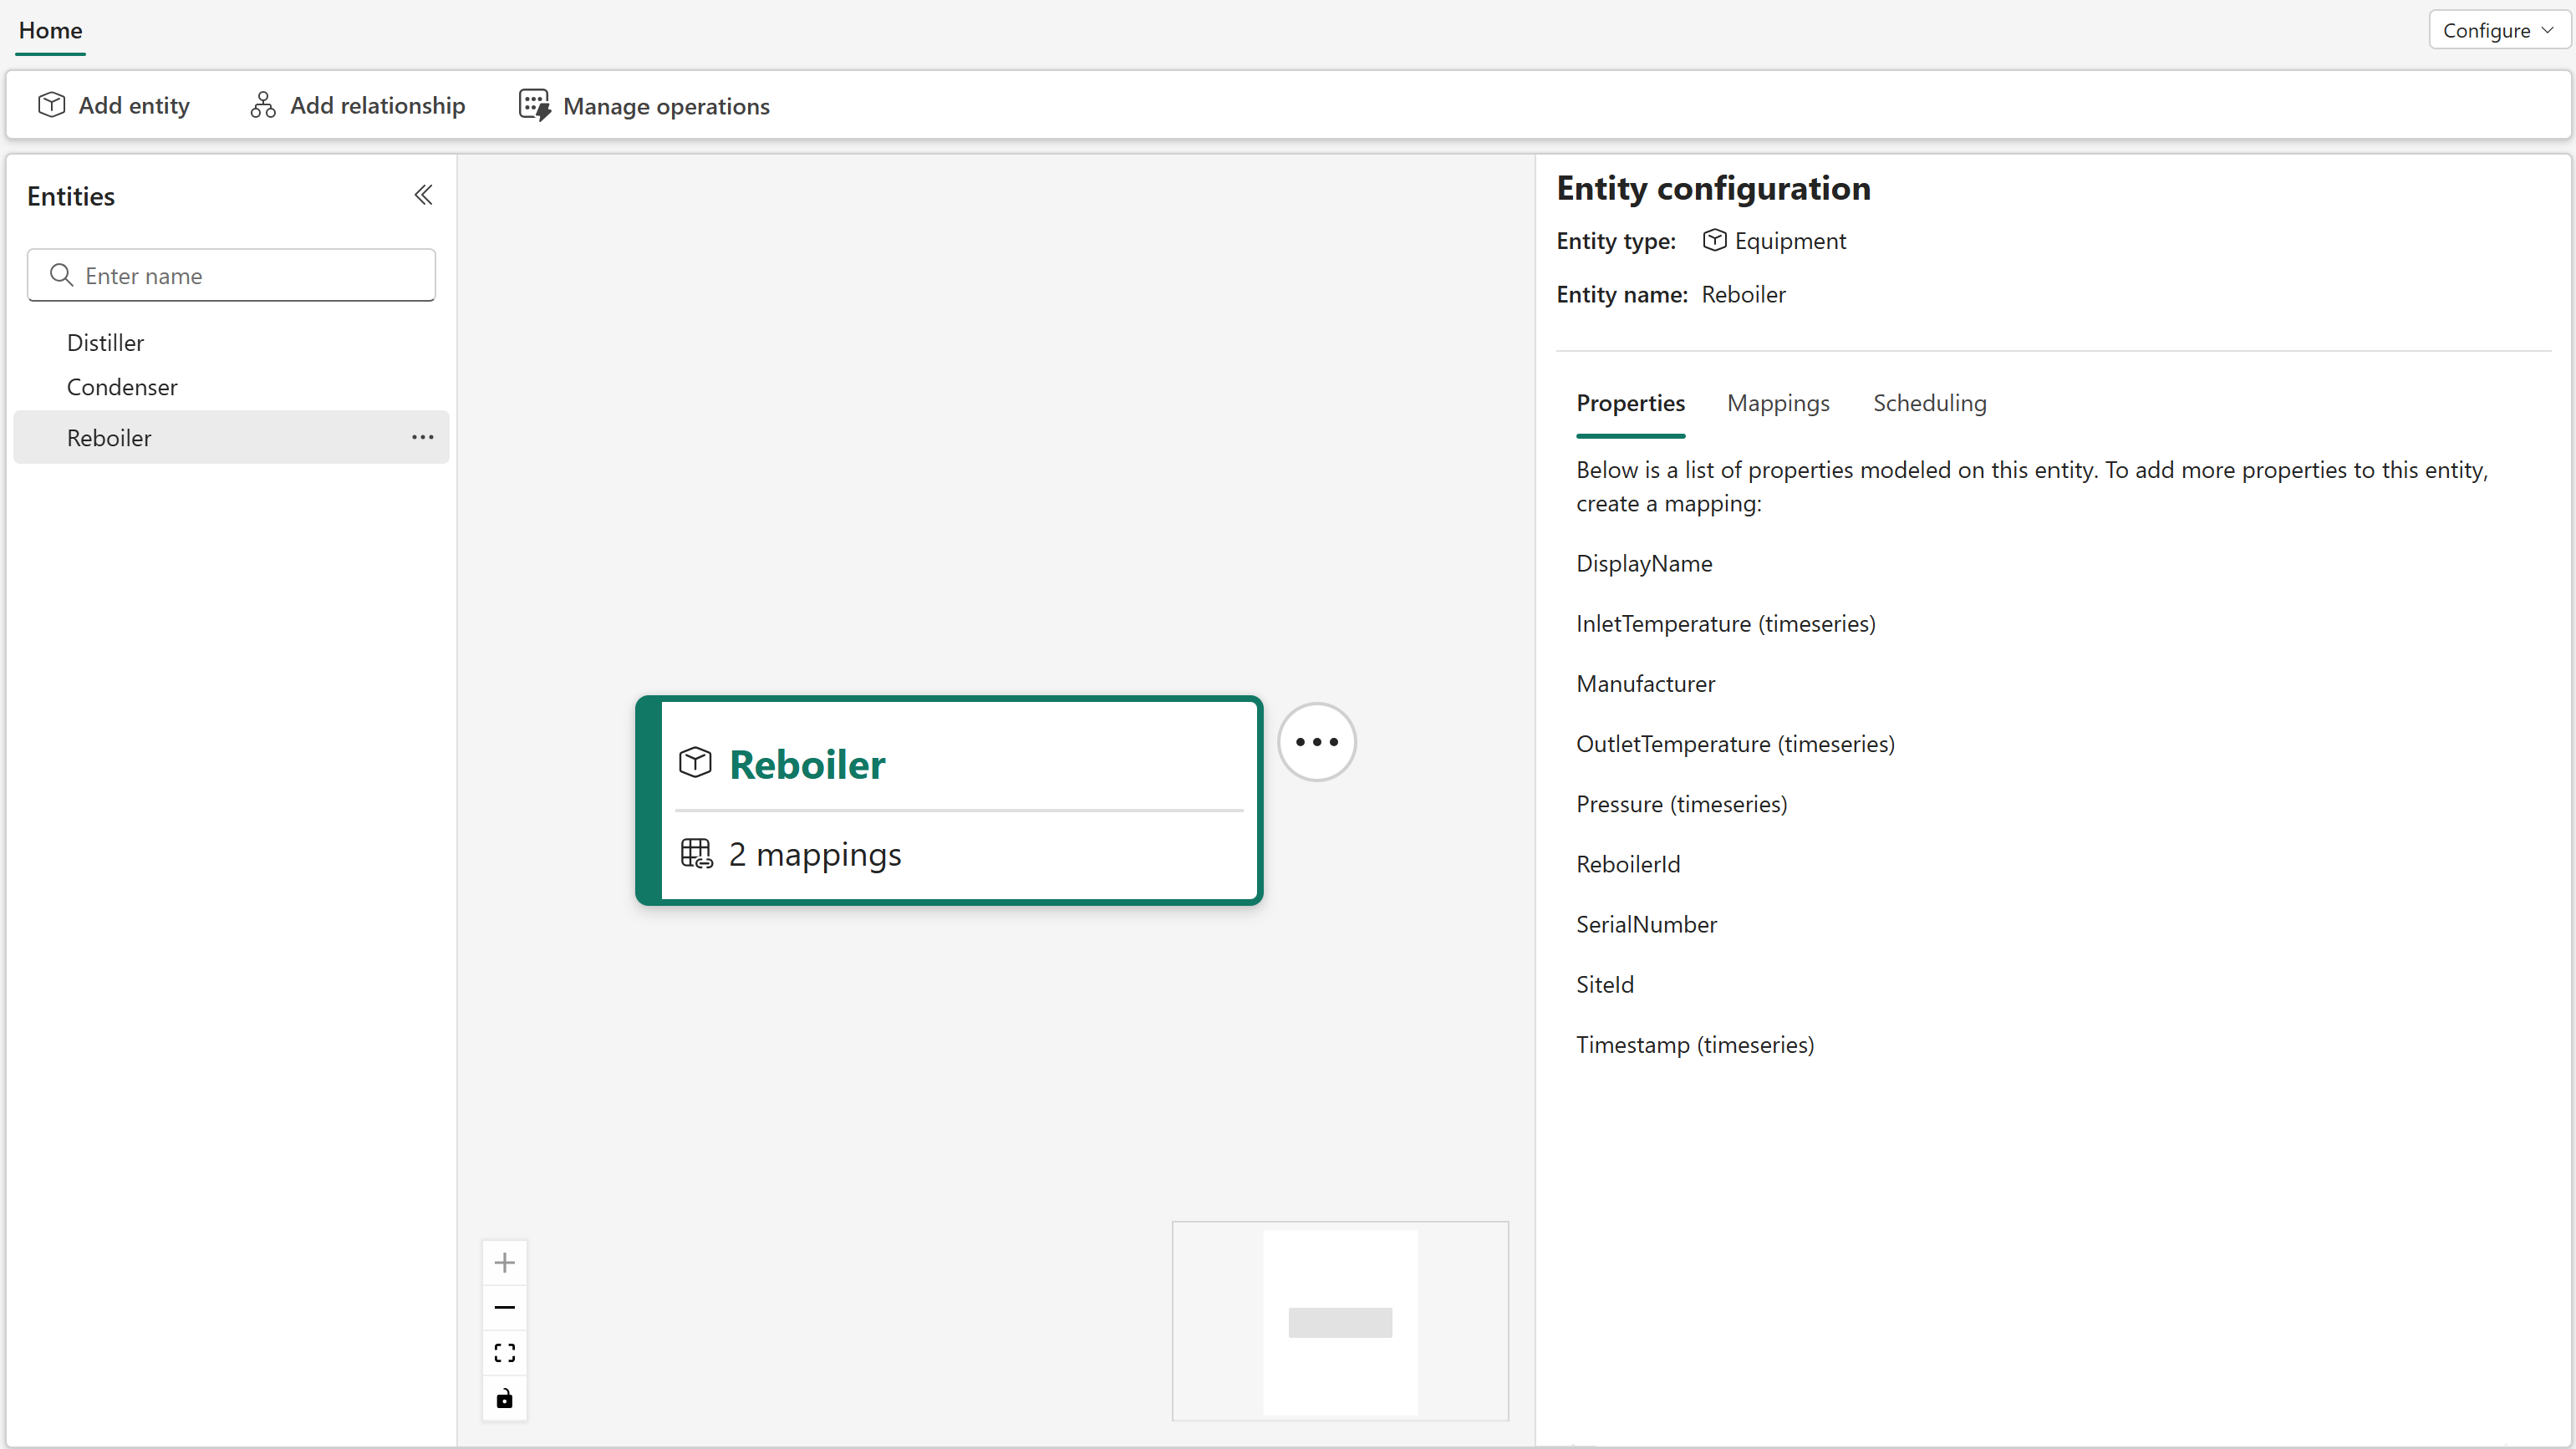 Home
Configure
Add entity
Add relationship
Manage operations
Entities
Enter name
Distiller
Condenser
Reboiler
Reboiler
2 mappings
Entity configuration
Entity type: Equipment
Entity name: Reboiler
Properties
Mappings
Scheduling
Below is a list of properties modeled on this entity. To add more properties to this entity,
create a mapping:
DisplayName
InletTemperature (timeseries)
Manufacturer
OutletTemperature (timeseries)
Pressure (timeseries)
ReboilerId
SerialNumber
SiteId
Timestamp (timeseries)